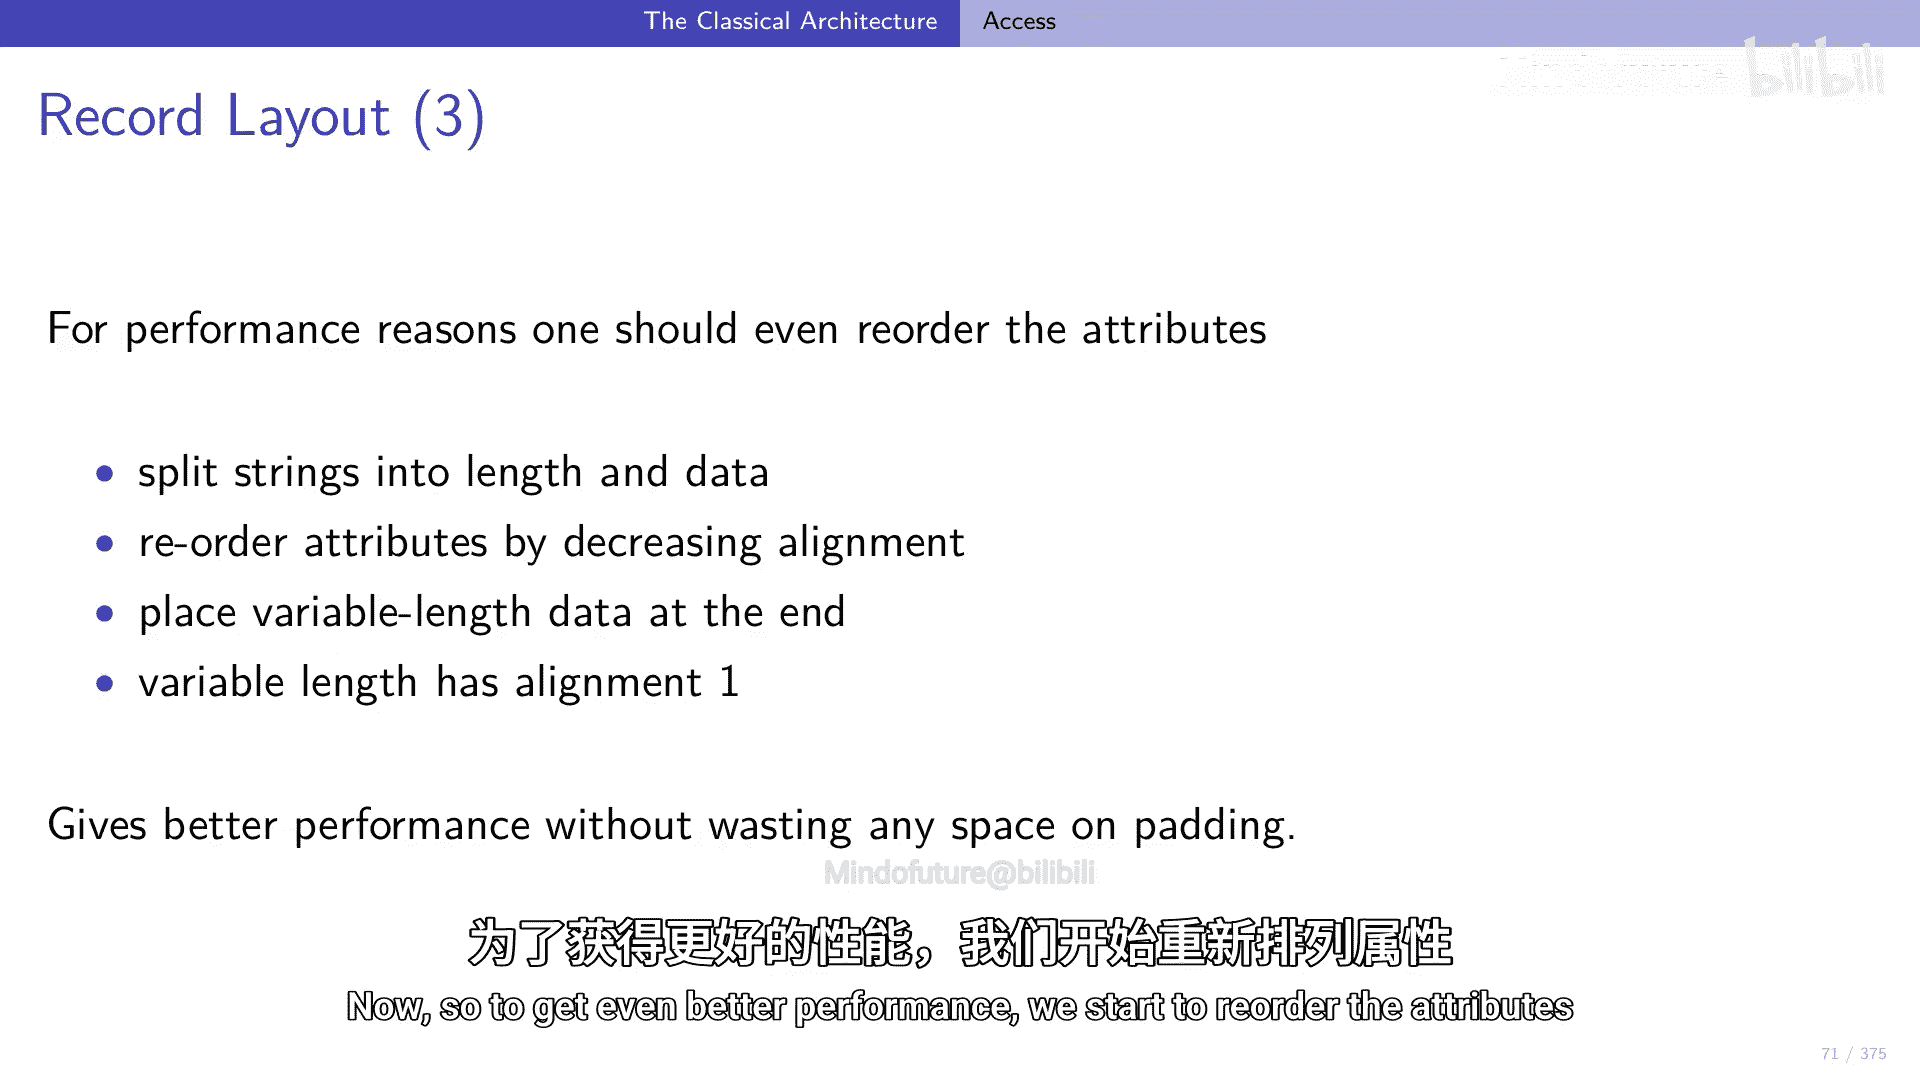 The Classical Architecture Access
bilibili
Record Layout (3)
For performance reasons one should even reorder the attributes
• split strings into length and data
• re-order attributes by decreasing alignment
• place variable-length data at the end
• variable length has alignment 1
Gives better performance without wasting any space on padding.
Mindofuture@bilibili
为了获得更好的性能，我们开始重新排列属性
Now, so to get even better performance, we start to reorder the attributes
71 / 375